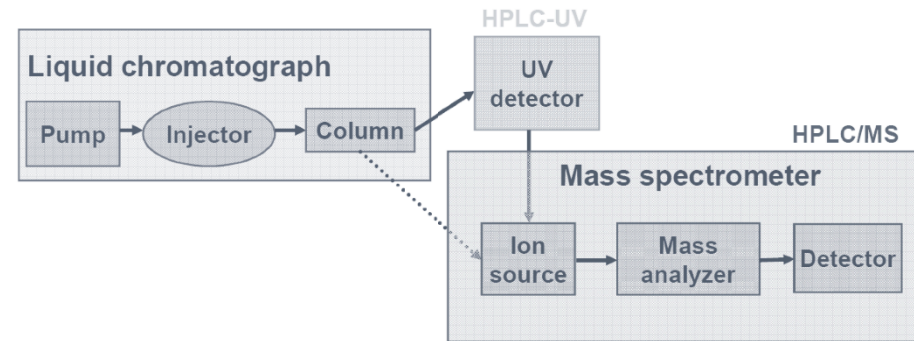 HPLC-UV
Liquid chromatograph
UV
detector
Pump
Injector
Column
HPLC/MS
Mass spectrometer
Ion
source
Mass
analyzer
Detector